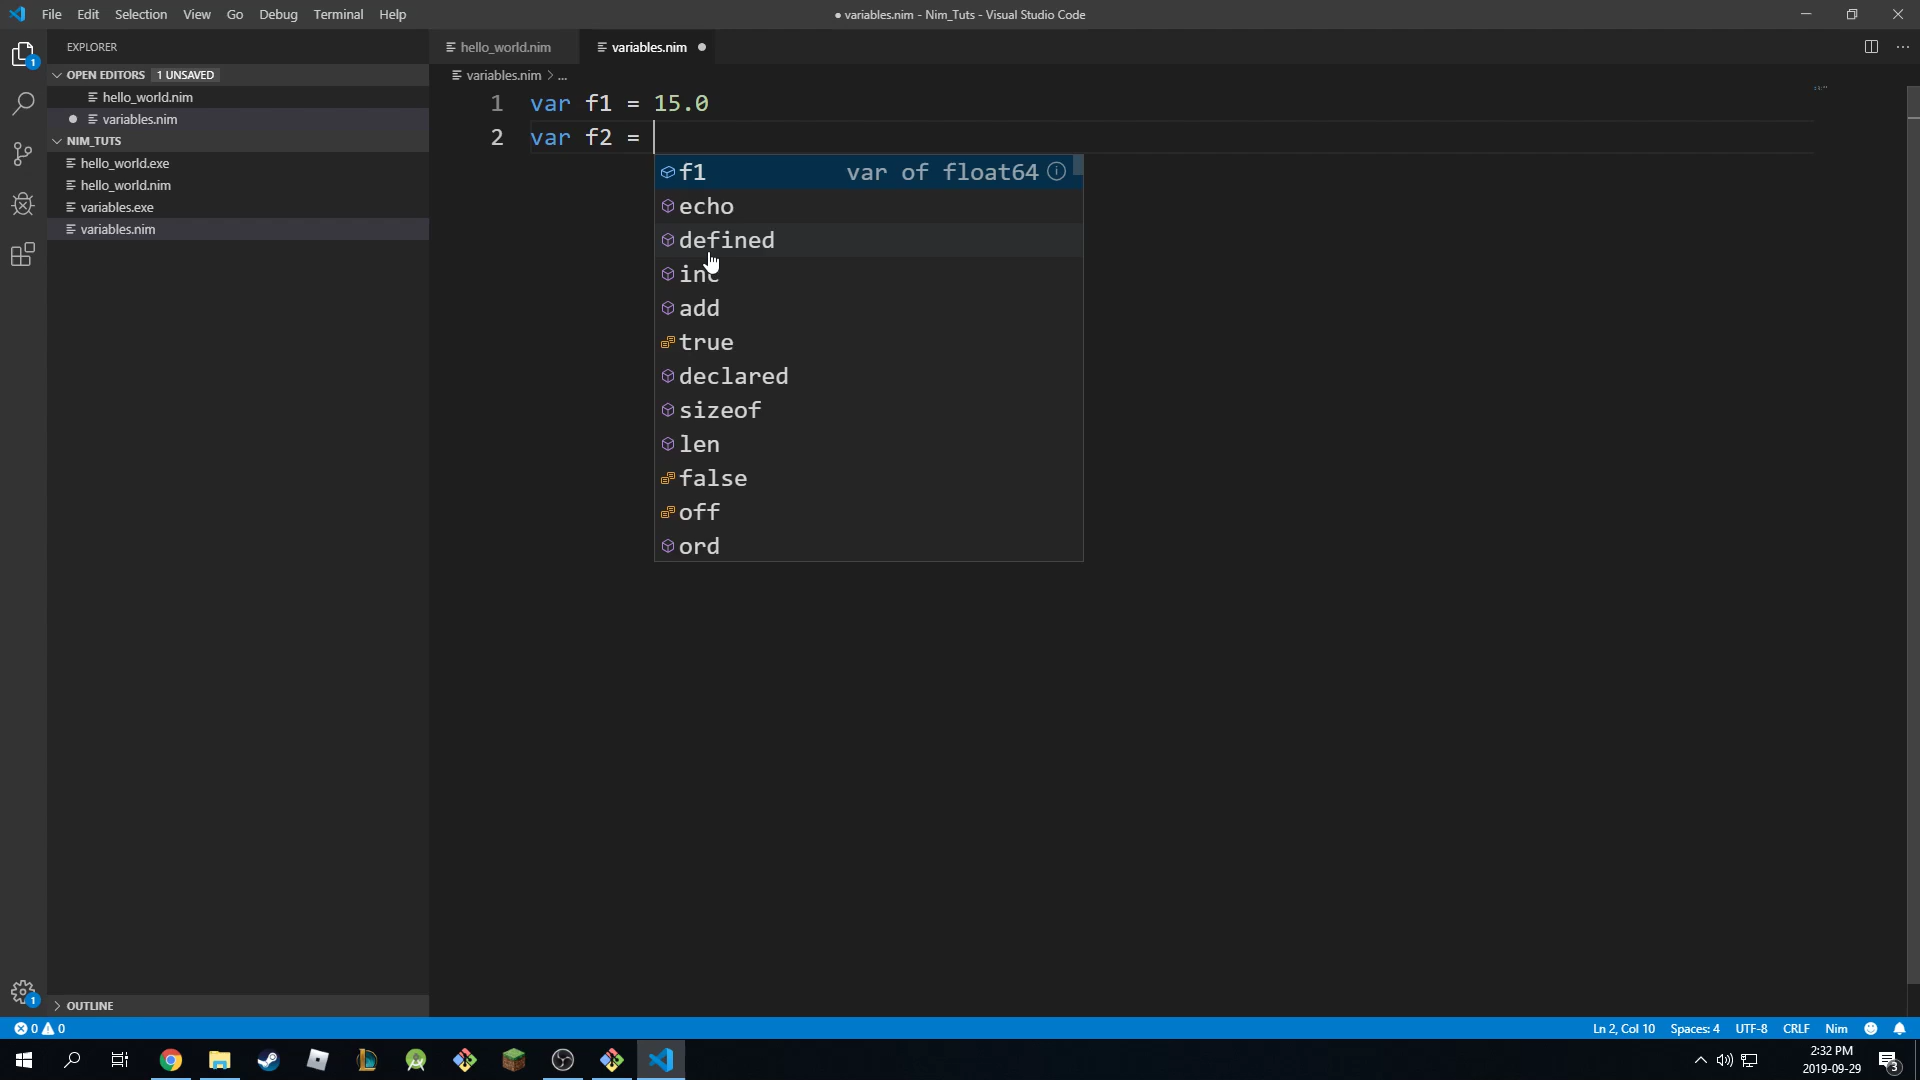 File Edit Selection View Go Debug Terminal Help
● variables.nim - Nim_Tuts - Visual Studio Code
EXPLORER
OPEN EDITORS 1 UNSAVED
hello_world.nim
variables.nim
NIM_TUTS
hello_world.exe
hello_world.nim
variables.exe
variables.nim
OUTLINE
1
1
hello_world.nim
variables.nim
variables.nim > ...
1 var f1 = 15.0
2 var f2 =
f1 var of float64
echo
defined
inc
add
true
declared
sizeof
len
false
off
ord
0 0
Ln 2, Col 10 Spaces: 4 UTF-8 CRLF Nim
2:32 PM
2019-09-29
3